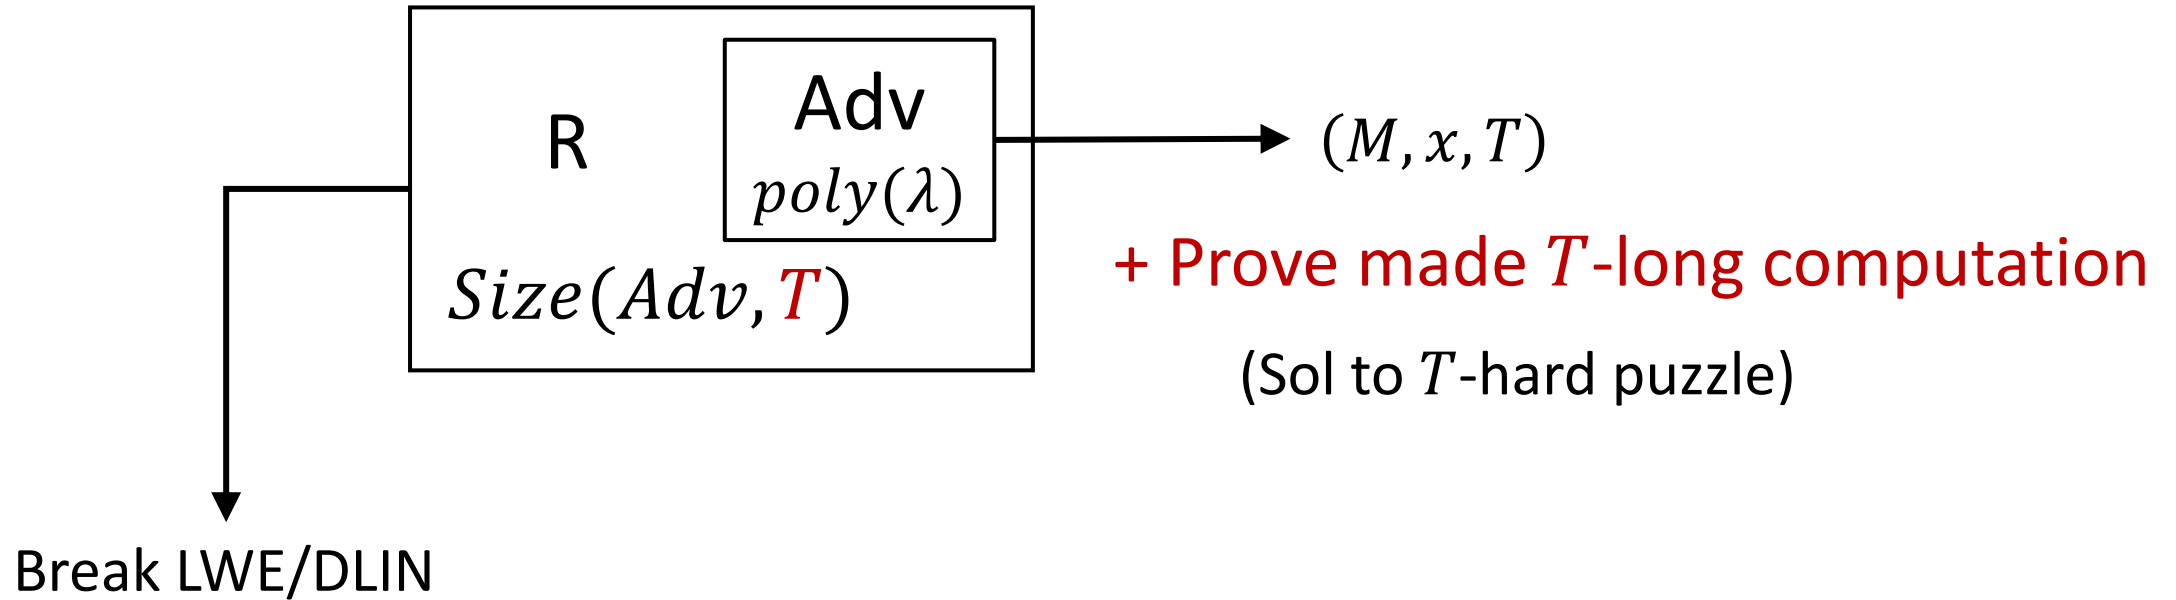 Adv
R
poly(λ)
(M, x, T)
Size(Adv, T)
+ Prove made T-long computation
(Sol to T-hard puzzle)
Break LWE/DLIN